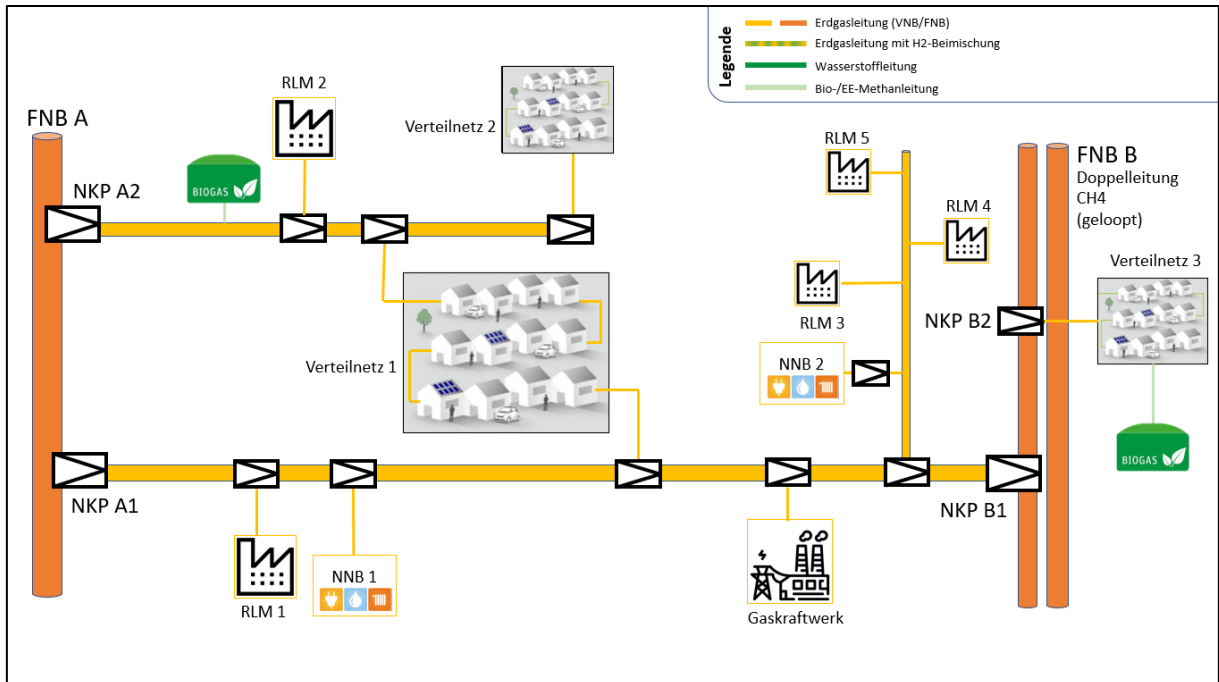 Legende
Erdgasleitung (VNB/FNB)
Erdgasleitung mit H2-Beimischung
Wasserstoffleitung
Bio-/EE-Methanleitung
FNB A
NKP A2
BIOGAS
RLM 2
Verteilnetz 2
Verteilnetz 1
RLM 5
RLM 4
RLM 3
NNB 2
FNB B
Doppelleitung
CH4
(geloopt)
Verteilnetz 3
NKP B2
BIOGAS
NKP A1
RLM 1
NNB 1
Gaskraftwerk
NKP B1